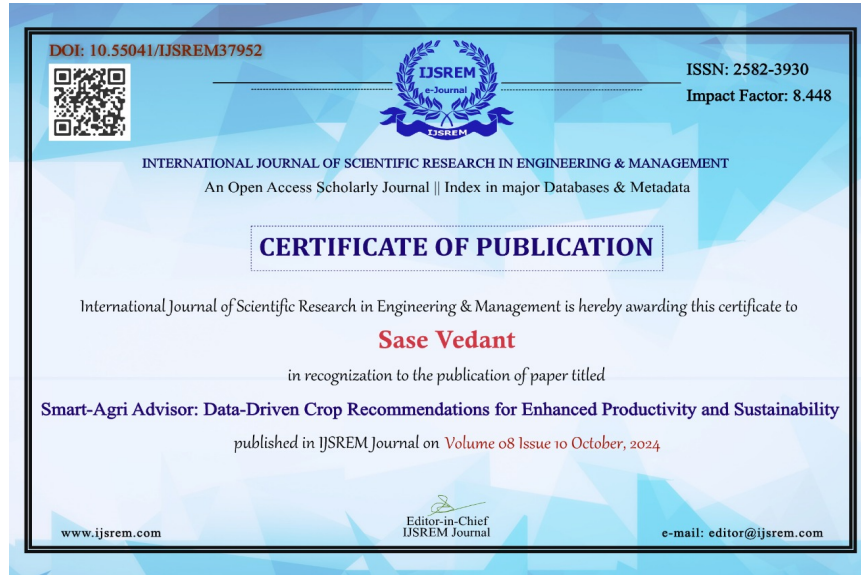 DOI: 10.55041/IJSREM37952
ISSN: 2582-3930
Impact Factor: 8.448
IJSREM
e-Journal
IJSREM
INTERNATIONAL JOURNAL OF SCIENTIFIC RESEARCH IN ENGINEERING & MANAGEMENT
An Open Access Scholarly Journal || Index in major Databases & Metadata
CERTIFICATE OF PUBLICATION
International Journal of Scientific Research in Engineering & Management is hereby awarding this certificate to
Sase Vedant
in recognization to the publication of paper titled
Smart-Agri Advisor: Data-Driven Crop Recommendations for Enhanced Productivity and Sustainability
published in IJSREM Journal on Volume 08 Issue 10 October, 2024
Editor-in-Chief
IJSREM Journal
www.ijsrem.com
e-mail: editor@ijsrem.com